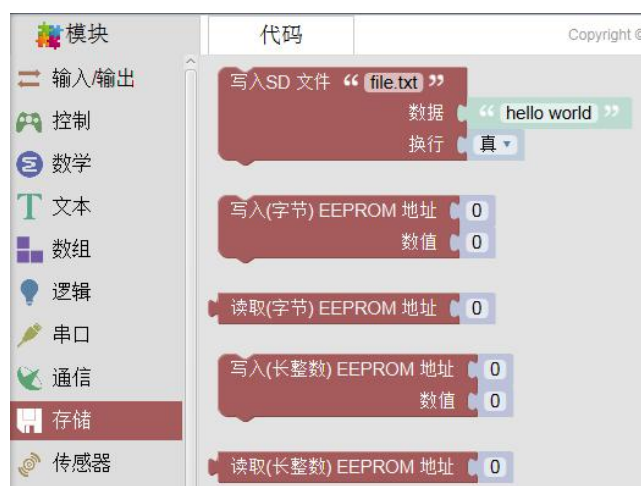 模块
代码
Copyright ©
输入/输出
控制
数学
文本
数组
逻辑
串口
通信
存储
传感器
写入SD 文件 “ file.txt ”
数据 “ hello world ”
换行 真
写入(字节) EEPROM 地址 0
数值 0
读取(字节) EEPROM 地址 0
写入(长整数) EEPROM 地址 0
数值 0
读取(长整数) EEPROM 地址 0